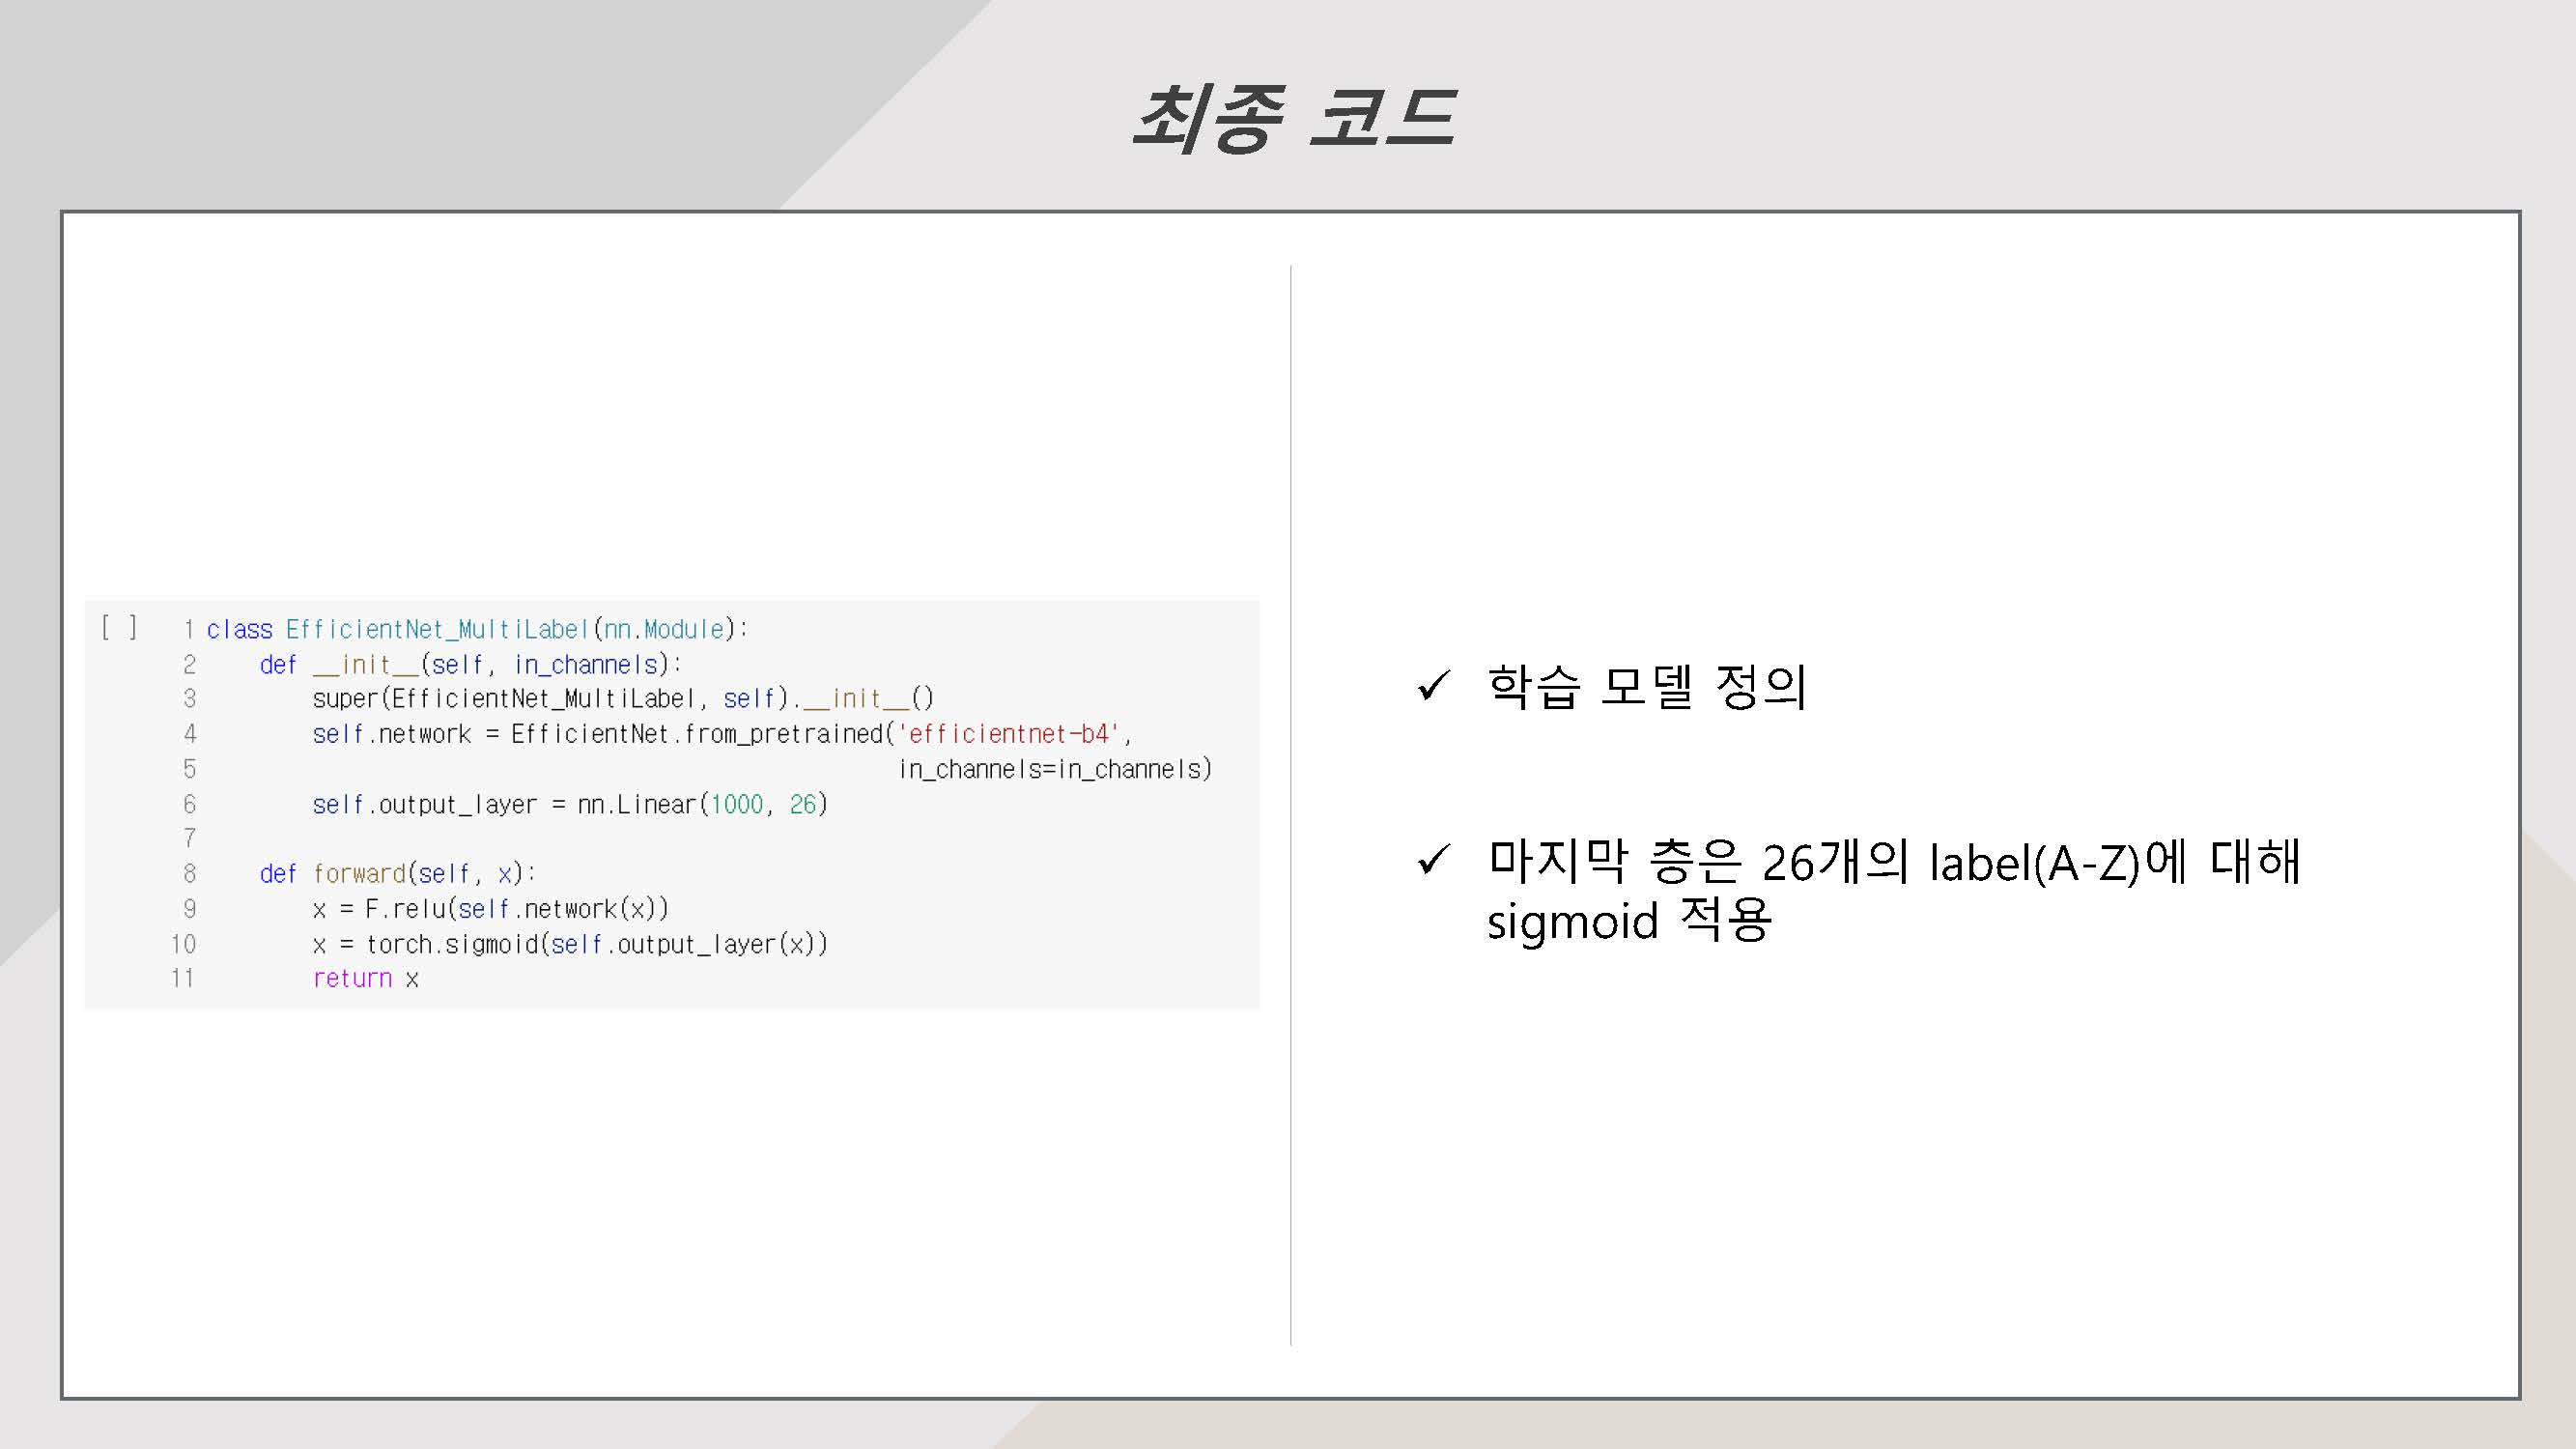 최종 코드
[ ] 1 class EfficientNet_MultiLabel(nn.Module):
2     def __init__(self, in_channels):
3         super(EfficientNet_MultiLabel, self).__init__()
4         self.network = EfficientNet.from_pretrained('efficientnet-b4',
5                                                     in_channels=in_channels)
6         self.output_layer = nn.Linear(1000, 26)
7
8     def forward(self, x):
9         x = F.relu(self.network(x))
10         x = torch.sigmoid(self.output_layer(x))
11         return x
✓ 학습 모델 정의
✓ 마지막 층은 26개의 label(A-Z)에 대해
sigmoid 적용